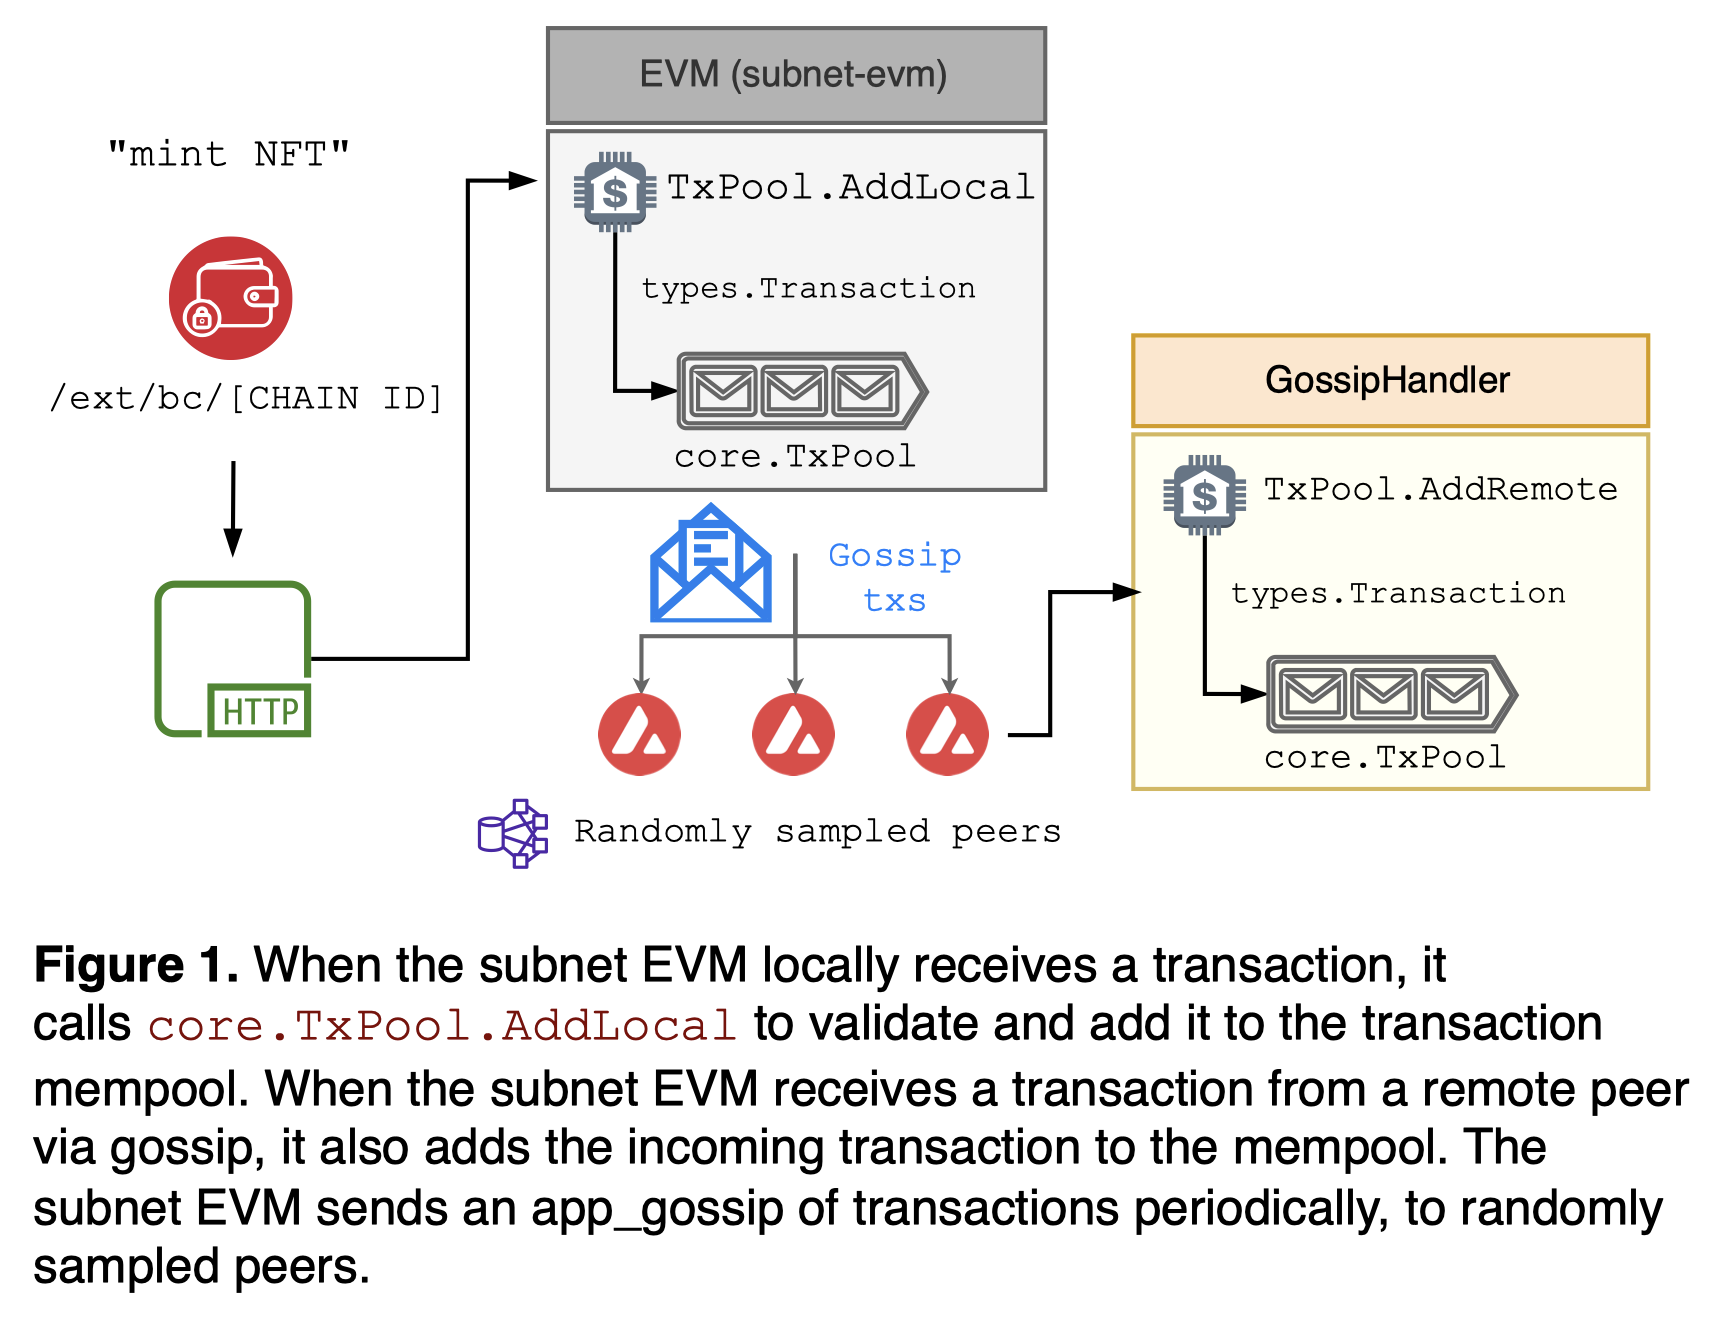 EVM (subnet-evm)
"mint NFT"
TxPool.AddLocal
types.Transaction
/ext/bc/[CHAIN ID]
core.TxPool
GossipHandler
TxPool.AddRemote
Gossip
txs
types.Transaction
HTTP
core.TxPool
Randomly sampled peers
Figure 1. When the subnet EVM locally receives a transaction, it
calls core.TxPool.AddLocal to validate and add it to the transaction
mempool. When the subnet EVM receives a transaction from a remote peer
via gossip, it also adds the incoming transaction to the mempool. The
subnet EVM sends an app_gossip of transactions periodically, to randomly
sampled peers.